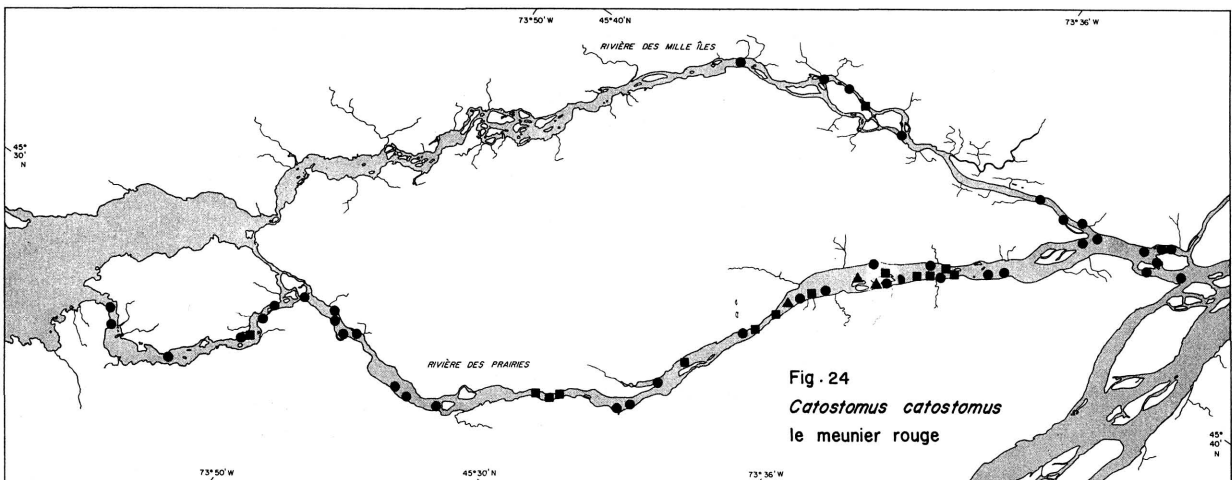 73° 50' W
45° 40' N
73° 36' W
RIVIÈRE DES MILLE ÎLES
45°
30'
N
RIVIÈRE DES PRAIRIES
Fig. 24
Catostomus catostomus
le meunier rouge
45°
40'
N
73° 50' W
45° 30' N
73° 36' W